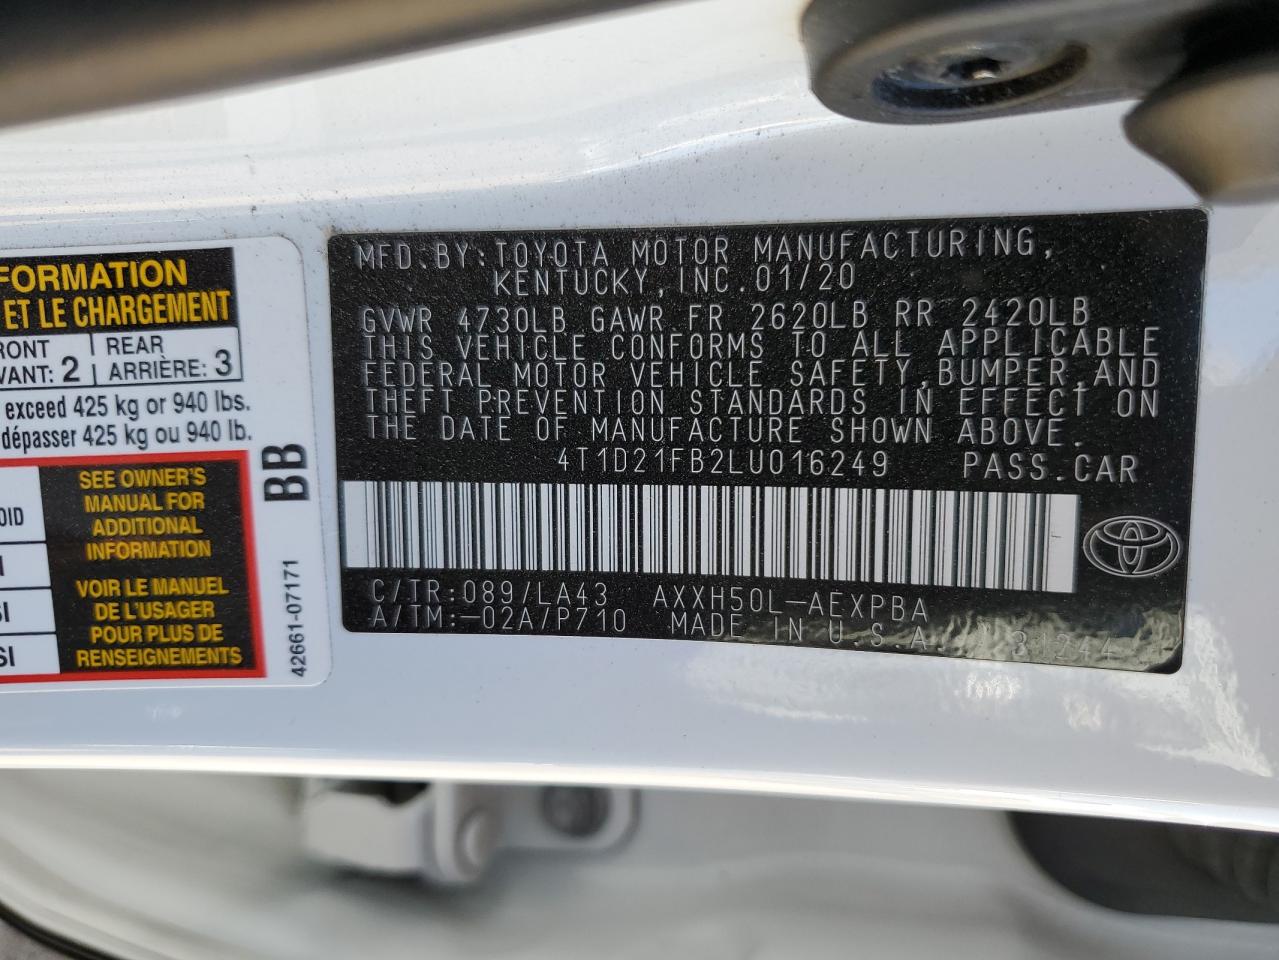 FORMATION
ET LE CHARGEMENT
RONT 2 REAR
VANT: ARRIÈRE: 3
exceed 425 kg or 940 lbs.
dépasser 425 kg ou 940 lb.
OID
SI
SI
SEE OWNER'S
MANUAL FOR
ADDITIONAL
INFORMATION
VOIR LE MANUEL
DE L'USAGER
POUR PLUS DE
RENSEIGNEMENTS
BB
42661-07171
MFD.BY:TOYOTA MOTOR MANUFACTURING,
KENTUCKY,INC.01/20
GVWR 4730LB GAWR FR 2620LB RR 2420LB
THIS VEHICLE CONFORMS TO ALL APPLICABLE
FEDERAL MOTOR VEHICLE SAFETY,BUMPER,AND
THEFT PREVENTION STANDARDS IN EFFECT ON
THE DATE OF MANUFACTURE SHOWN ABOVE.
4T1D21FB2LU016249 PASS.CAR
C/TR:089/LA43 AXXH50L-AEXPBA
A/TM:-02A/P710 MADE IN U.S.A. 31244